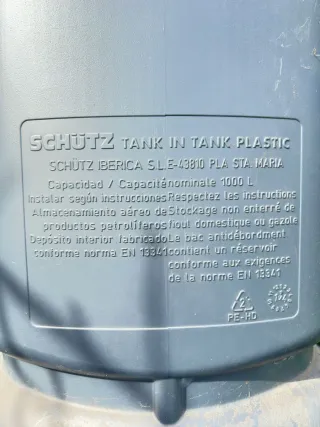 SCHÜTZ TANK IN TANK PLASTIC
SCHÜTZ IBERICA S.L. E-43810 PLA STA. MARIA
Capacidad / Capacité nominale 1000 L
Instalar según instrucciones Respectez les instructions
Almacenamiento aéreo de Stockage non enterré de
productos petrolíferos fioul domestique ou gazole
Depósito interior fabricado Le bac antidébordment
conforme norma EN 13341 contient un réservoir
conforme aux exigences
de la norma EN 13341
2
PE-HD